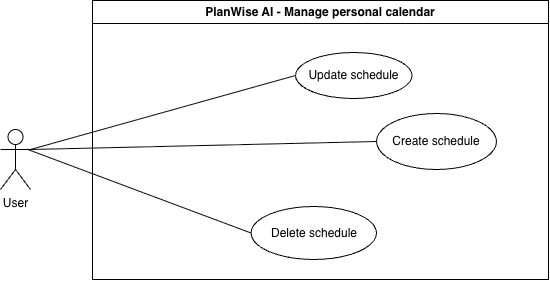 PlanWise AI - Manage personal calendar
Update schedule
Create schedule
User
Delete schedule